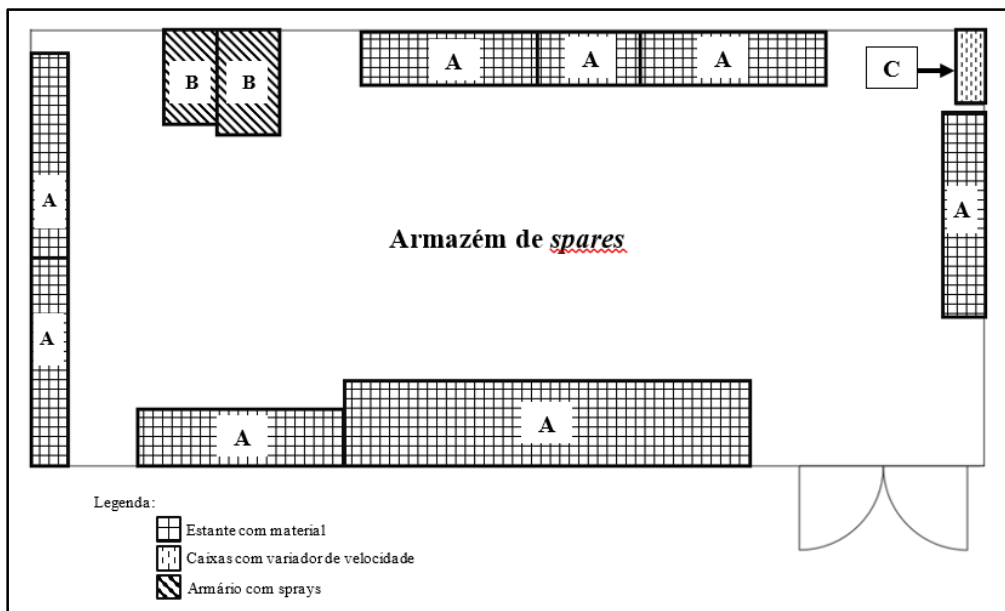 B
B
A
A
A
C
A
A
A
Armazém de spares
A
A
Legenda:
Estante com material
Caixas com variador de velocidade
Armário com sprays